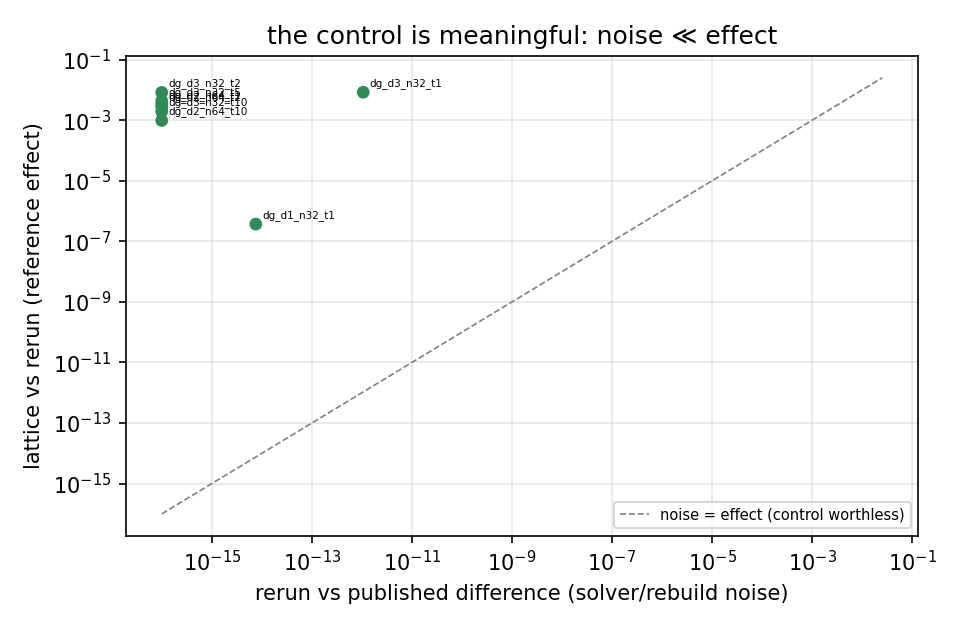 the control is meaningful: noise ≪ effect
lattice vs rerun (reference effect)
10⁻¹
10⁻³
10⁻⁵
10⁻⁷
10⁻⁹
10⁻¹¹
10⁻¹³
10⁻¹⁵
dg_d3_n32_t2
dg_d3_n32_t1
dg_d2_n64_t10
dg_d1_n32_t1
noise = effect (control worthless)
10⁻¹⁵
10⁻¹³
10⁻¹¹
10⁻⁹
10⁻⁷
10⁻⁵
10⁻³
10⁻¹
rerun vs published difference (solver/rebuild noise)